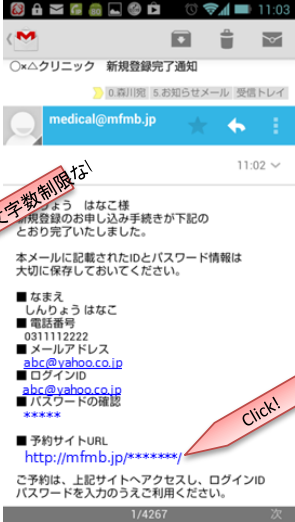 11:03
○×△クリニック 新規登録完了通知
0.森川宛 5.お知らせメール 受信トレイ
medical@mfmb.jp
11:02
文字数制限な!
りょう はなこ様
新規登録のお申し込み手続きが下記の
とおり完了いたしました。
本メールに記載されたIDとパスワード情報は
大切に保存しておいてください。
■ なまえ
しんりょう はなこ
■ 電話番号
0311112222
■ メールアドレス
abc@yahoo.co.jp
■ ログインID
abc@yahoo.co.jp
■ パスワードの確認
*****
■ 予約サイトURL
http://mfmb.jp/*******/
Click!
ご予約は、上記サイトへアクセスし、ログインID
パスワードを入力のうえご利用ください。
1/4267
次